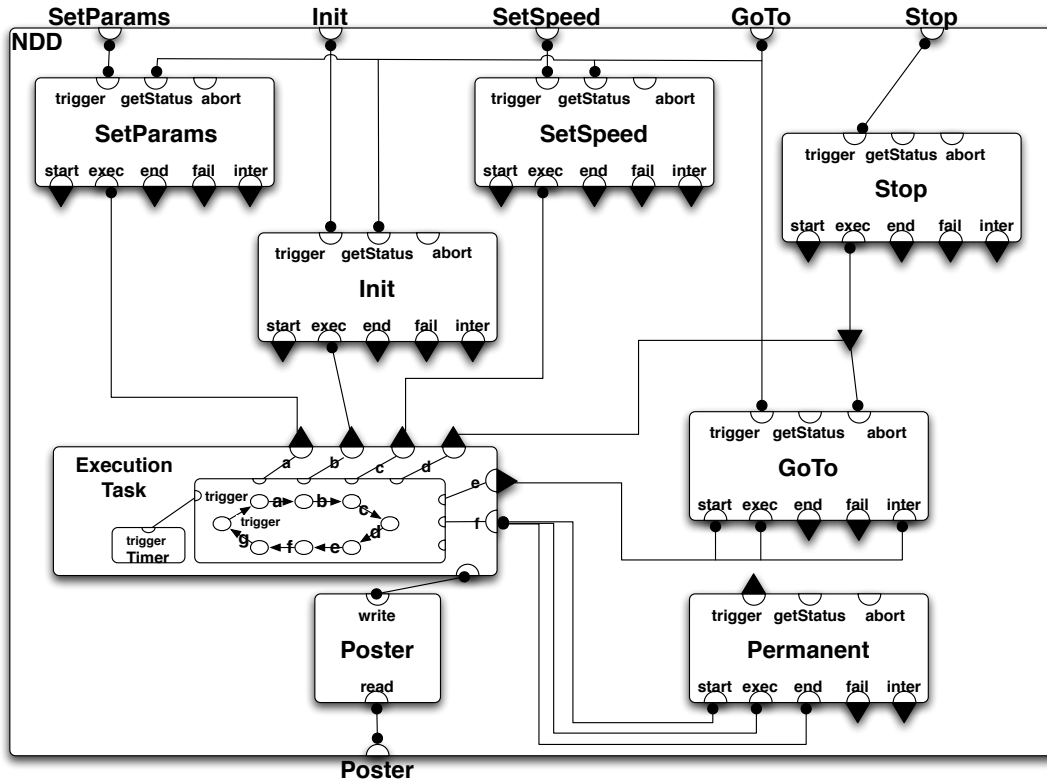 SetParams Init SetSpeed GoTo Stop
NDD
trigger getStatus abort
SetParams
start exec end fail inter
trigger getStatus abort
SetSpeed
start exec end fail inter
trigger getStatus abort
Stop
start exec end fail inter
trigger getStatus abort
Init
start exec end fail inter
trigger getStatus abort
GoTo
start exec end fail inter
Execution
Task
a b c d
e
f
trigger
a b c
trigger
d
g f e
trigger
Timer
write
Poster
read
trigger getStatus abort
Permanent
start exec end fail inter
Poster